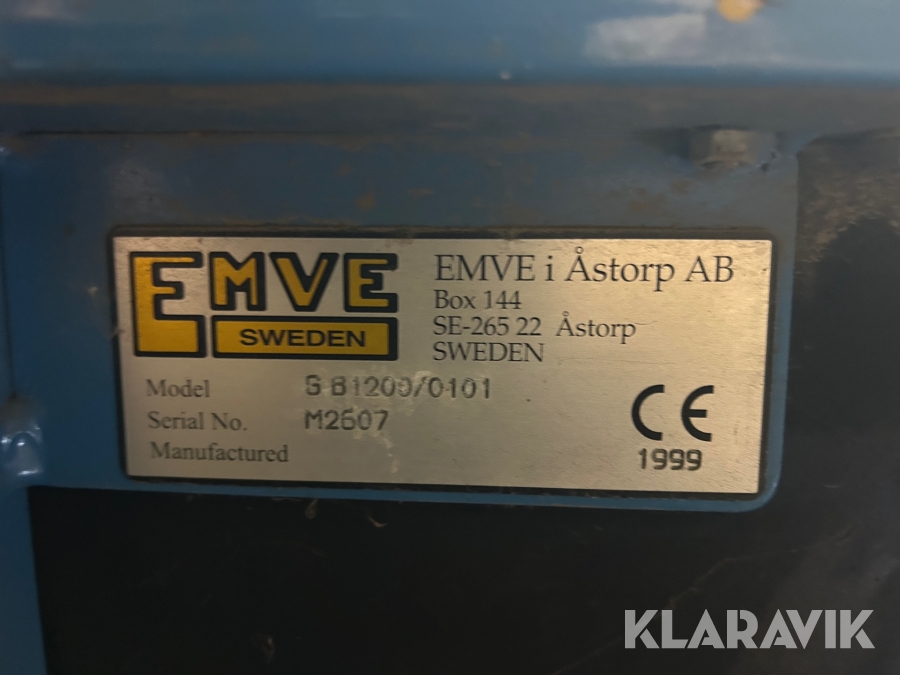 EMVE
SWEDEN
EMVE i Åstorp AB
Box 144
SE-265 22 Åstorp
SWEDEN
Model SB1200/0101
Serial No. M2607
Manufactured
CE
1999
KLARAVIK